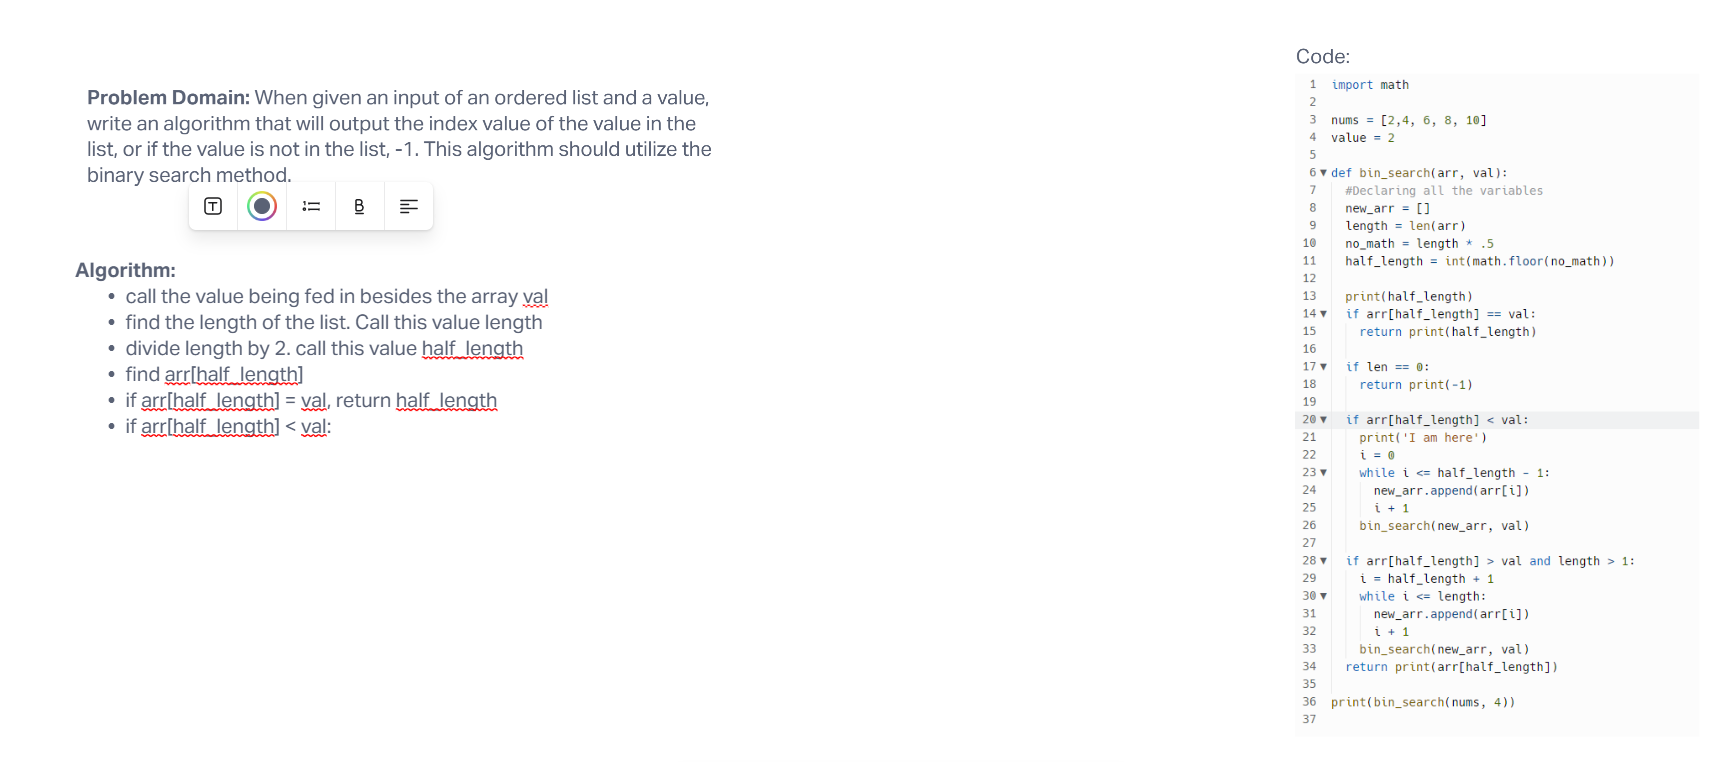 Problem Domain: When given an input of an ordered list and a value,
write an algorithm that will output the index value of the value in the
list, or if the value is not in the list, -1. This algorithm should utilize the
binary search method.
T
B
Algorithm:
• call the value being fed in besides the array val
• find the length of the list. Call this value length
• divide length by 2. call this value half_length
• find arr[half_length]
• if arr[half_length] = val, return half_length
• if arr[half_length] < val:
Code:
1 import math
2
3 nums = [2,4, 6, 8, 10]
4 value = 2
5
6 def bin_search(arr, val):
7 #Declaring all the variables
8 new_arr = []
9 length = len(arr)
10 no_math = length * .5
11 half_length = int(math.floor(no_math))
12
13 print(half_length)
14 if arr[half_length] == val:
15 return print(half_length)
16
17 if len == 0:
18 return print(-1)
19
20 if arr[half_length] < val:
21 print('I am here')
22 i = 0
23 while i <= half_length - 1:
24 new_arr.append(arr[i])
25 i + 1
26 bin_search(new_arr, val)
27
28 if arr[half_length] > val and length > 1:
29 i = half_length + 1
30 while i <= length:
31 new_arr.append(arr[i])
32 i + 1
33 bin_search(new_arr, val)
34 return print(arr[half_length])
35
36 print(bin_search(nums, 4))
37